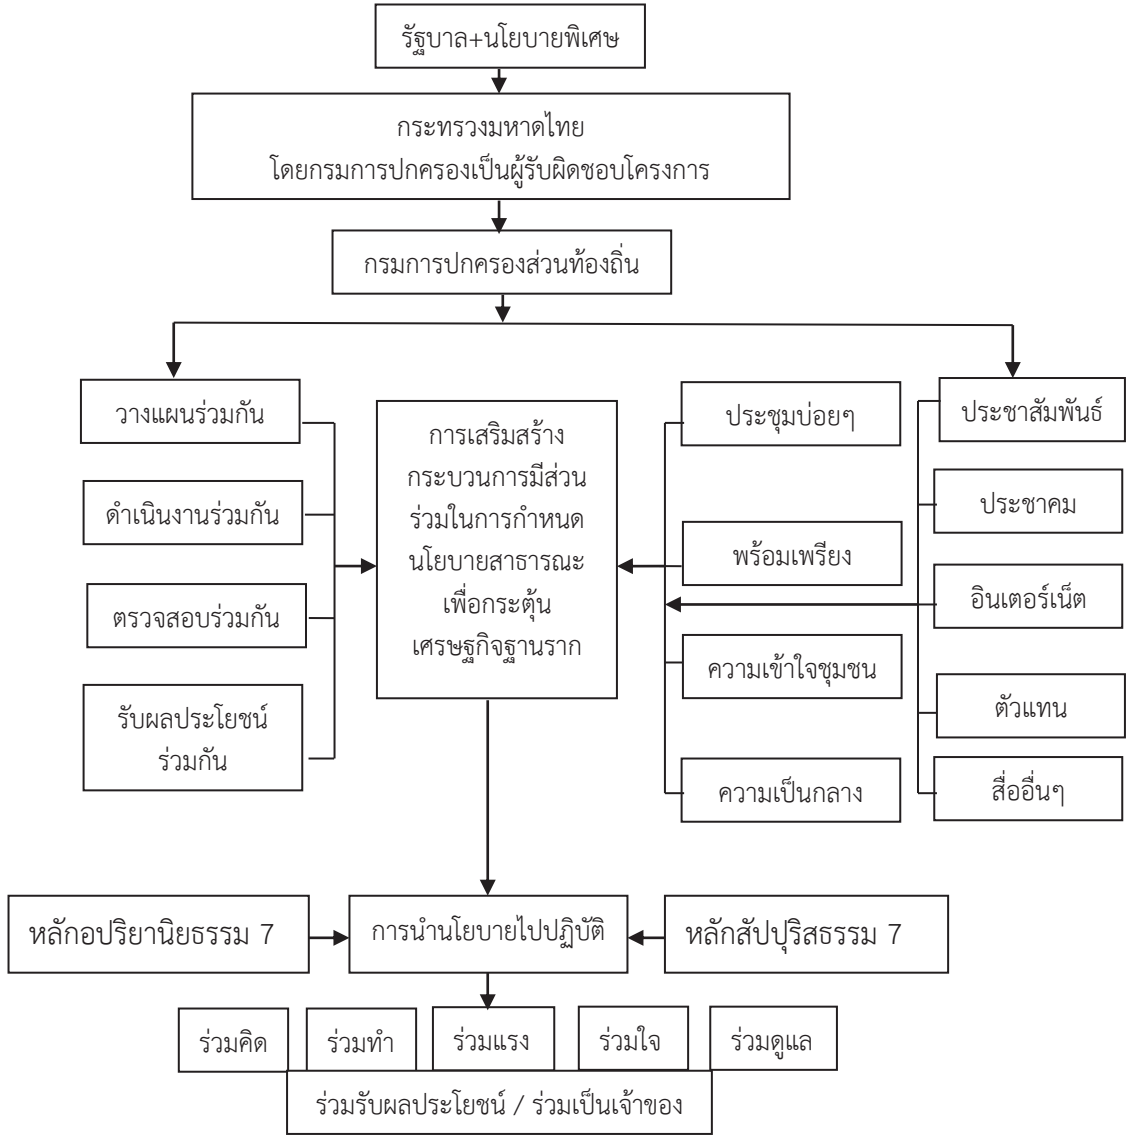 รัฐบาล+นโยบายพิเศษ
กระทรวงมหาดไทย
โดยกรมการปกครองเป็นผู้รับผิดชอบโครงการ
กรมการปกครองส่วนท้องถิ่น
วางแผนร่วมกัน
ดำเนินงานร่วมกัน
ตรวจสอบร่วมกัน
รับผลประโยชน์
ร่วมกัน
การเสริมสร้าง
กระบวนการมีส่วน
ร่วมในการกำหนด
นโยบายสาธารณะ
เพื่อกระตุ้น
เศรษฐกิจฐานราก
ประชุมบ่อยๆ
พร้อมเพรียง
ความเข้าใจชุมชน
ความเป็นกลาง
ประชาสัมพันธ์
ประชาคม
อินเตอร์เน็ต
ตัวแทน
สื่ออื่นๆ
หลักอปริยานิยธรรม 7
การนำนโยบายไปปฏิบัติ
หลักสัปปุริสธรรม 7
ร่วมคิด
ร่วมทำ
ร่วมแรง
ร่วมใจ
ร่วมดูแล
ร่วมรับผลประโยชน์ / ร่วมเป็นเจ้าของ